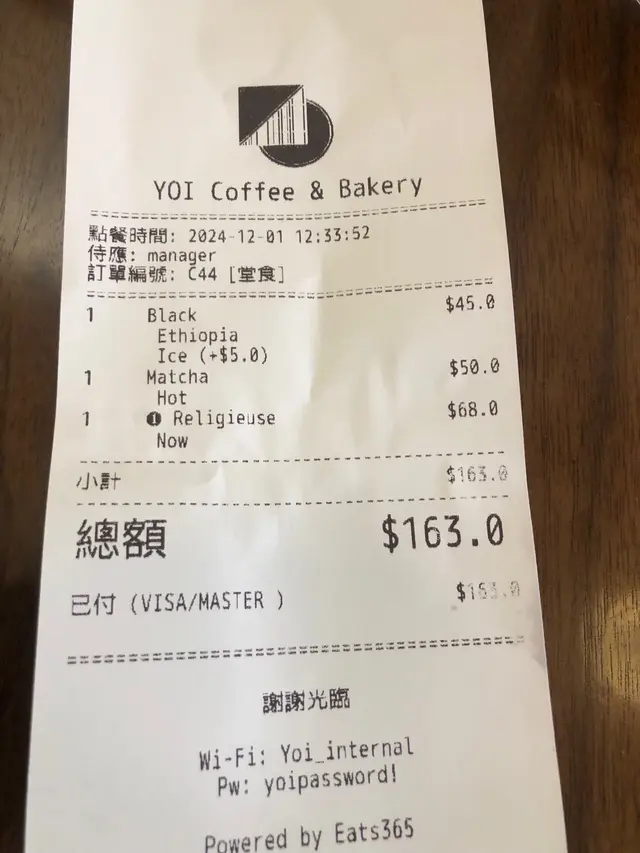 YOI Coffee & Bakery
點餐時間: 2024-12-01 12:33:52
侍應: manager
訂單編號: C44 [堂食]
1 Black $45.0
Ethiopia
Ice (+$5.0)
1 Matcha $50.0
Hot
1 ❶ Religieuse $68.0
Now
小計 $163.0
總額 $163.0
已付 (VISA/MASTER ) $163.0
謝謝光臨
Wi-Fi: Yoi_internal
Pw: yoipassword!
Powered by Eats365